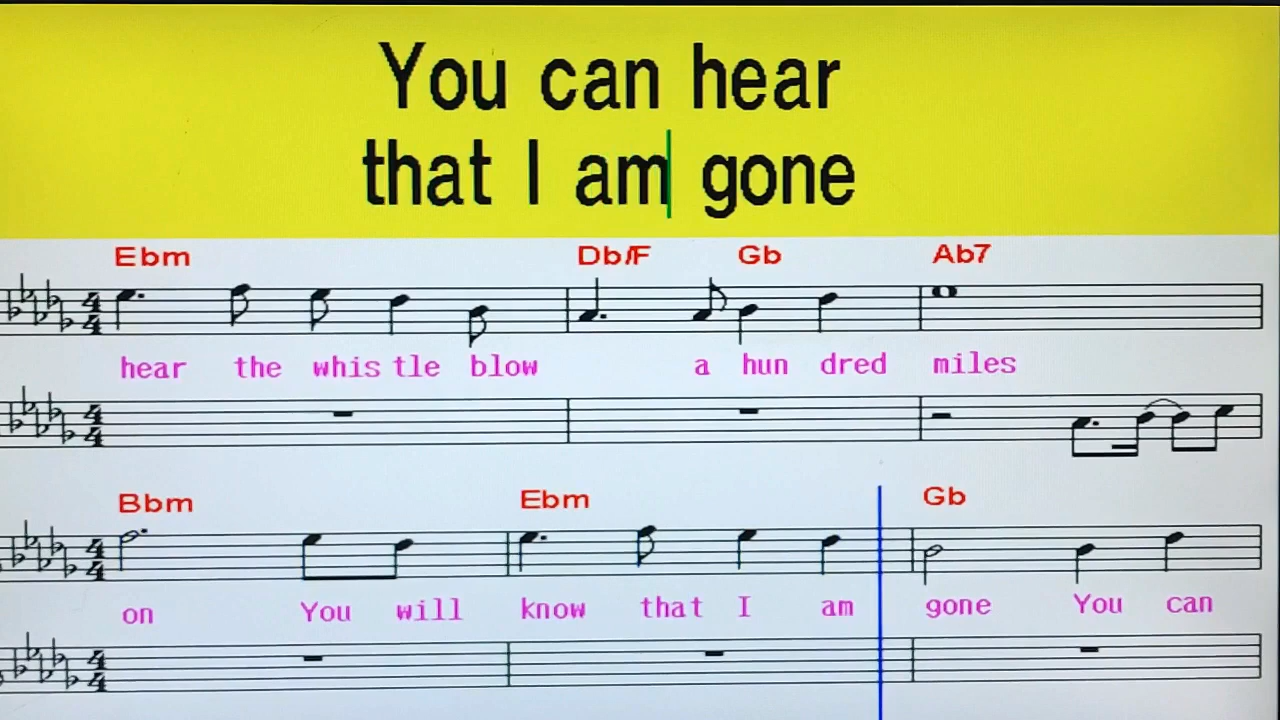 You can hear
that I am gone
Ebm Db/F Gb Ab7
hear the whis tle blow a hun dred miles
Bbm Ebm Gb
on You will know that I am gone You can